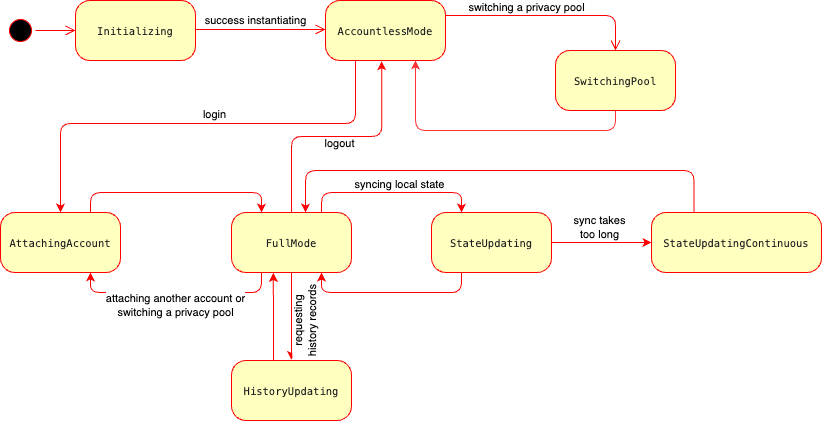 switching a privacy pool
success instantiating
Initializing
AccountlessMode
SwitchingPool
login
logout
syncing local state
sync takes
too long
AttachingAccount
FullMode
StateUpdating
StateUpdatingContinuous
attaching another account or
switching a privacy pool
requesting
history records
HistoryUpdating